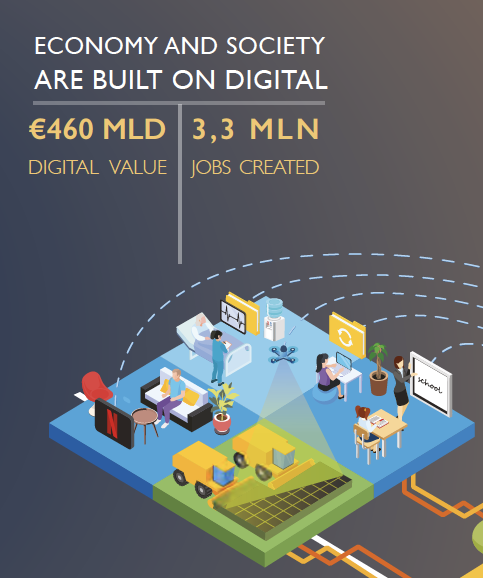 ECONOMY AND SOCIETY
ARE BUILT ON DIGITAL
€460 MLD
DIGITAL VALUE
3,3 MLN
JOBS CREATED
N
school